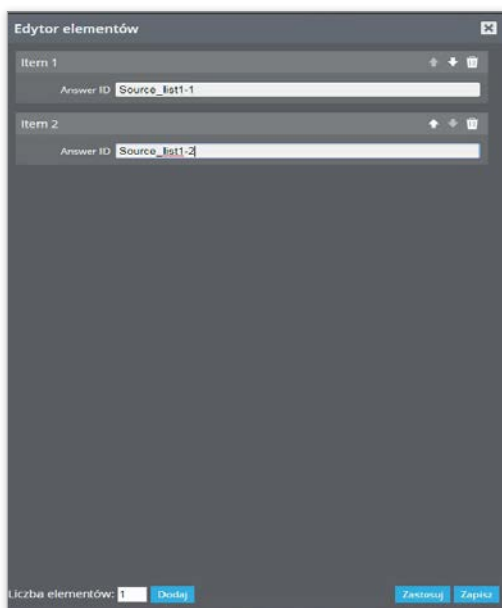 Edytor elementów
Item 1
Answer ID Source_list1-1
Item 2
Answer ID Source_list1-2
Liczba elementów: 1 Dodaj Zastosuj Zapisz